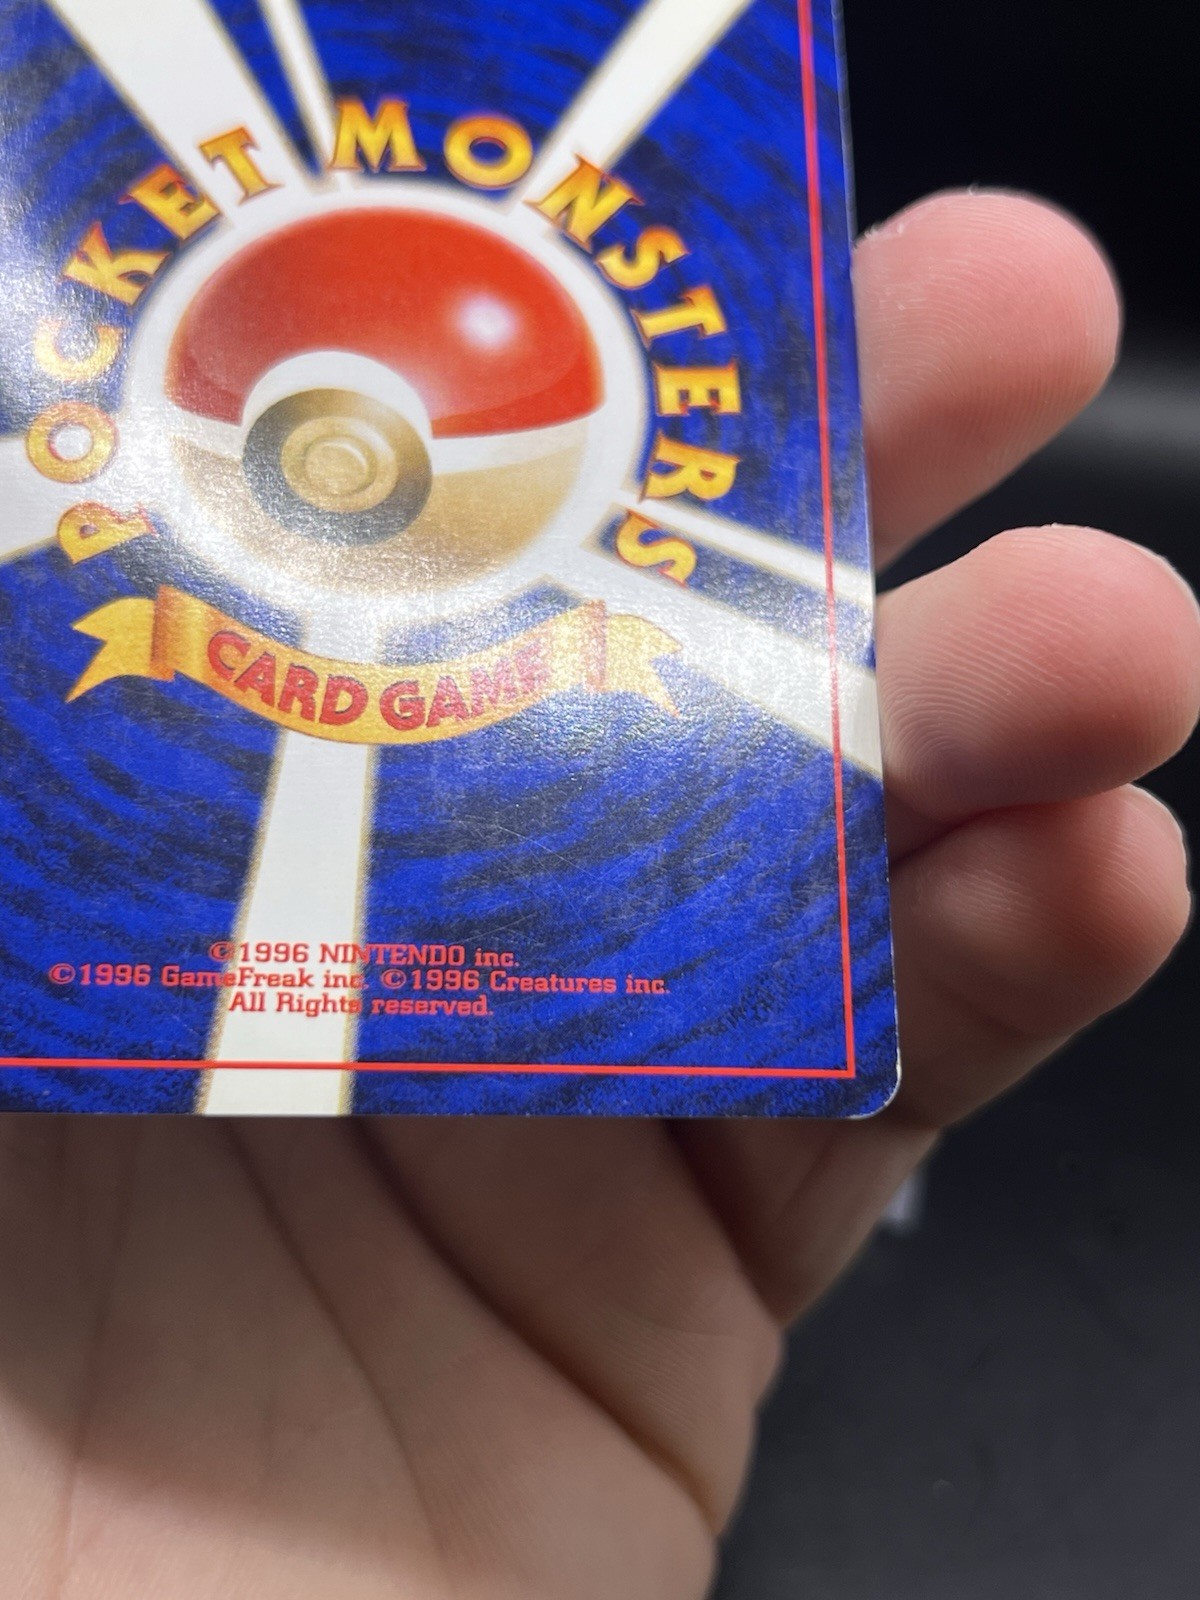 POCKET MONSTERS
CARD GAME
©1996 NINTENDO inc.
©1996 GameFreak inc. ©1996 Creatures inc.
All Rights reserved.